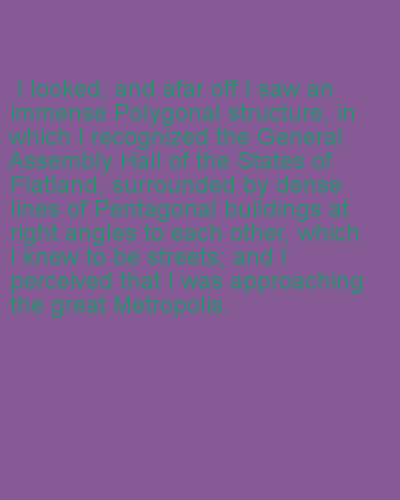 I looked, and afar off I saw an
immense Polygonal structure, in
which I recognized the General
Assembly Hall of the States of
Flatland, surrounded by dense
lines of Pentagonal buildings at
right angles to each other, which
I knew to be streets; and I
perceived that I was approaching
the great Metropolis.